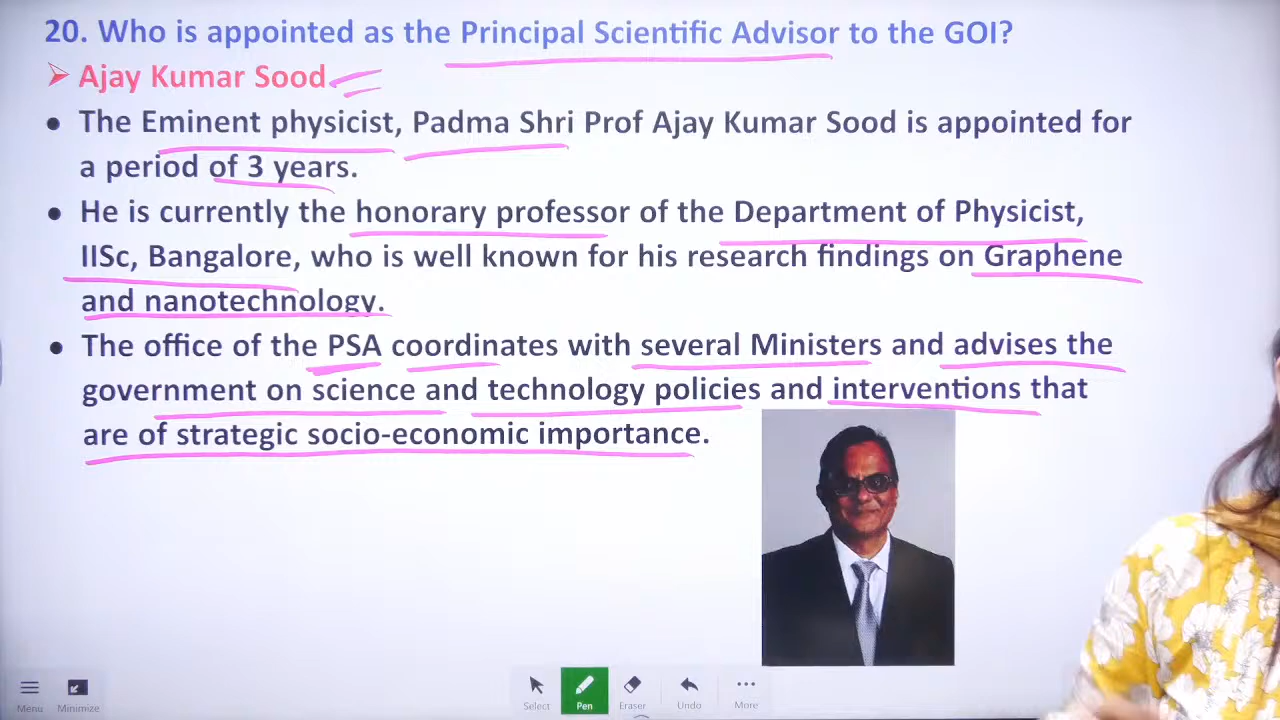 20. Who is appointed as the Principal Scientific Advisor to the GOI?
➢ Ajay Kumar Sood
• The Eminent physicist, Padma Shri Prof Ajay Kumar Sood is appointed for
a period of 3 years.
• He is currently the honorary professor of the Department of Physicist,
IISc, Bangalore, who is well known for his research findings on Graphene
and nanotechnology.
• The office of the PSA coordinates with several Ministers and advises the
government on science and technology policies and interventions that
are of strategic socio-economic importance.
Menu Minimize Select Pen Eraser Undo More